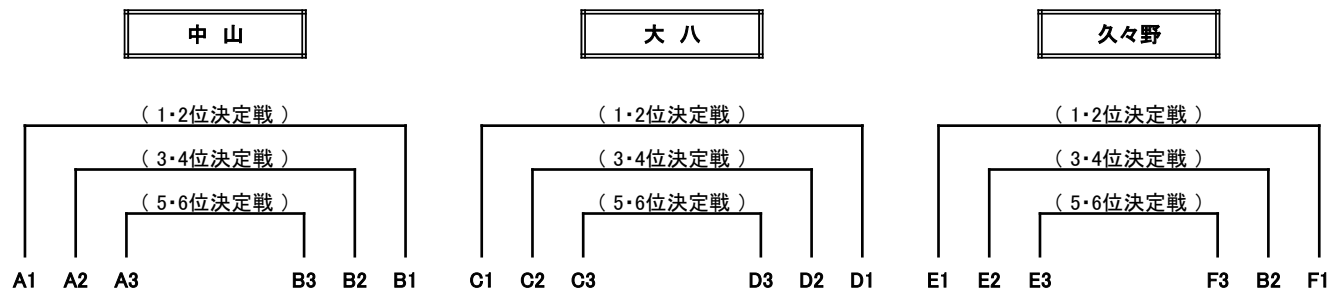 中 山 大 八 久々野
( 1・2位決定戦 ) ( 1・2位決定戦 ) ( 1・2位決定戦 )
( 3・4位決定戦 ) ( 3・4位決定戦 ) ( 3・4位決定戦 )
( 5・6位決定戦 ) ( 5・6位決定戦 ) ( 5・6位決定戦 )
A1 A2 A3 B3 B2 B1 C1 C2 C3 D3 D2 D1 E1 E2 E3 F3 B2 F1